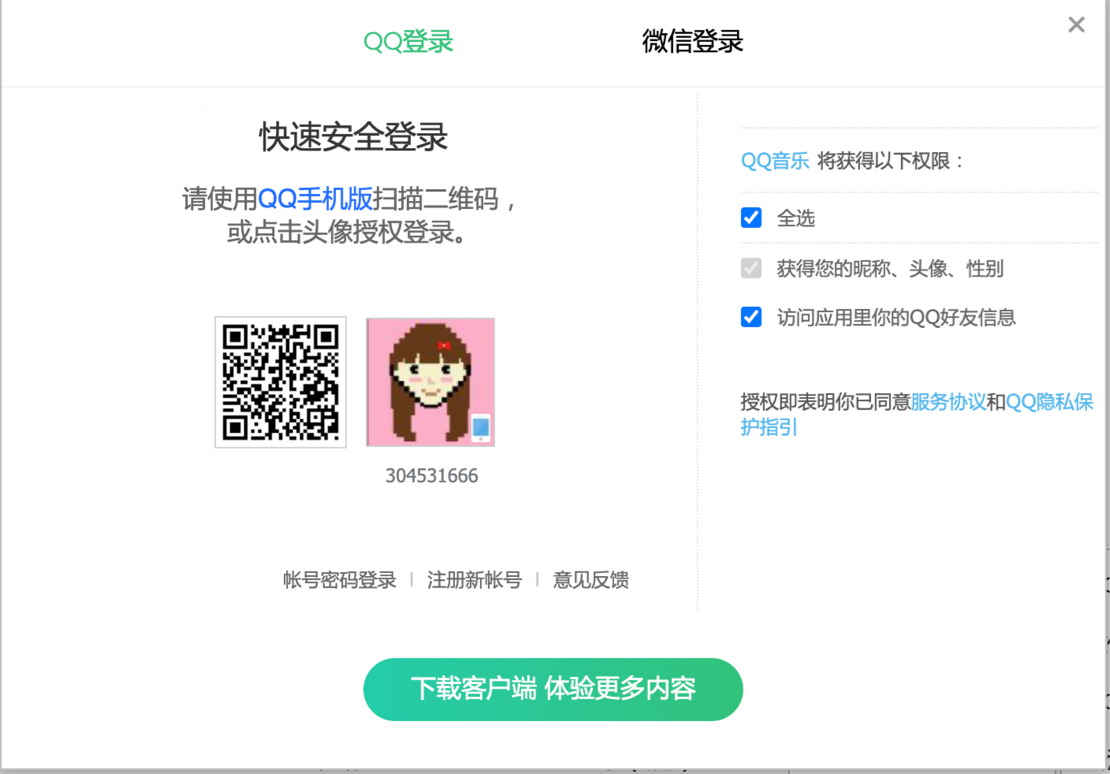 QQ登录
微信登录
快速安全登录
请使用QQ手机版扫描二维码，
或点击头像授权登录。
304531666
帐号密码登录 | 注册新帐号 | 意见反馈
QQ音乐 将获得以下权限：
全选
获得您的昵称、头像、性别
访问应用里你的QQ好友信息
授权即表明你已同意服务协议和QQ隐私保
护指引
下载客户端 体验更多内容